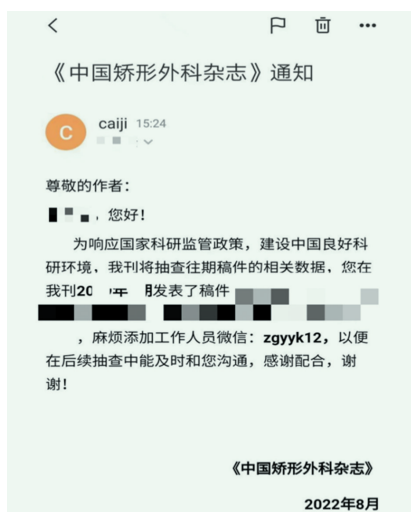 《中国矫形外科杂志》通知
C
caiji 15:24
尊敬的作者：
，您好！
为响应国家科研监管政策，建设中国良好科
研环境，我刊将抽查往期稿件的相关数据，您在
我刊20 年 月发表了稿件
，麻烦添加工作人员微信：zgyyk12，以便
在后续抽查中能及时和您沟通，感谢配合，谢
谢！
《中国矫形外科杂志》
2022年8月